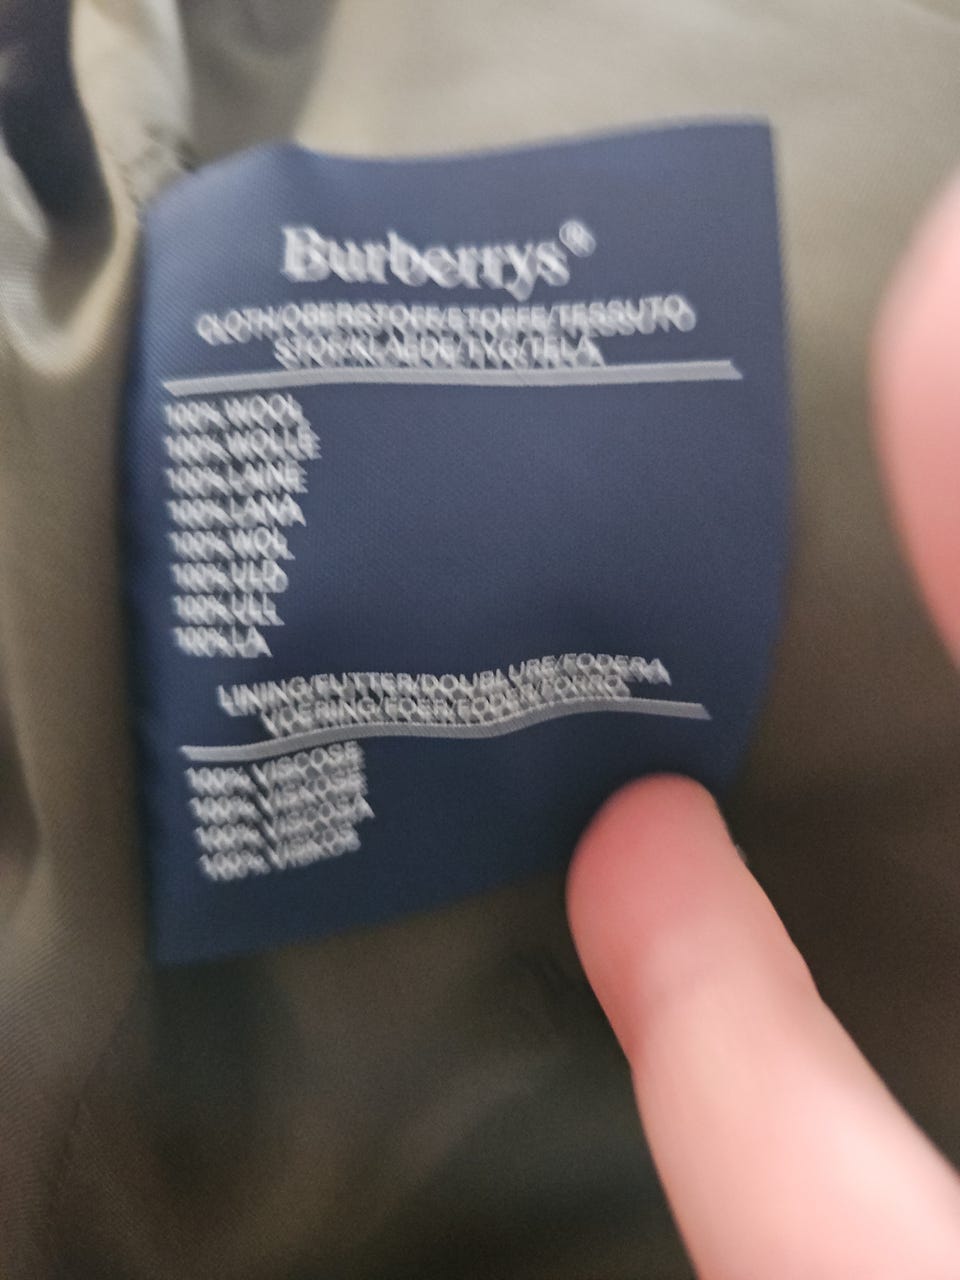 Burberrys®
CLOTH/OBERSTOFF/ETOFFE/TESSUTO
STOF/KLAEDE/TYG/TELA
100% WOOL
100% WOLLE
100% LAINE
100% LANA
100% WOL
100% ULD
100% ULL
100% LA
LINING/FUTTER/DOUBLURE/FODERA
VOERING/FOER/FODER/FORRO
100% VISCOSE
100% VISKOSE
100% VISCOSA
100% VISKOS